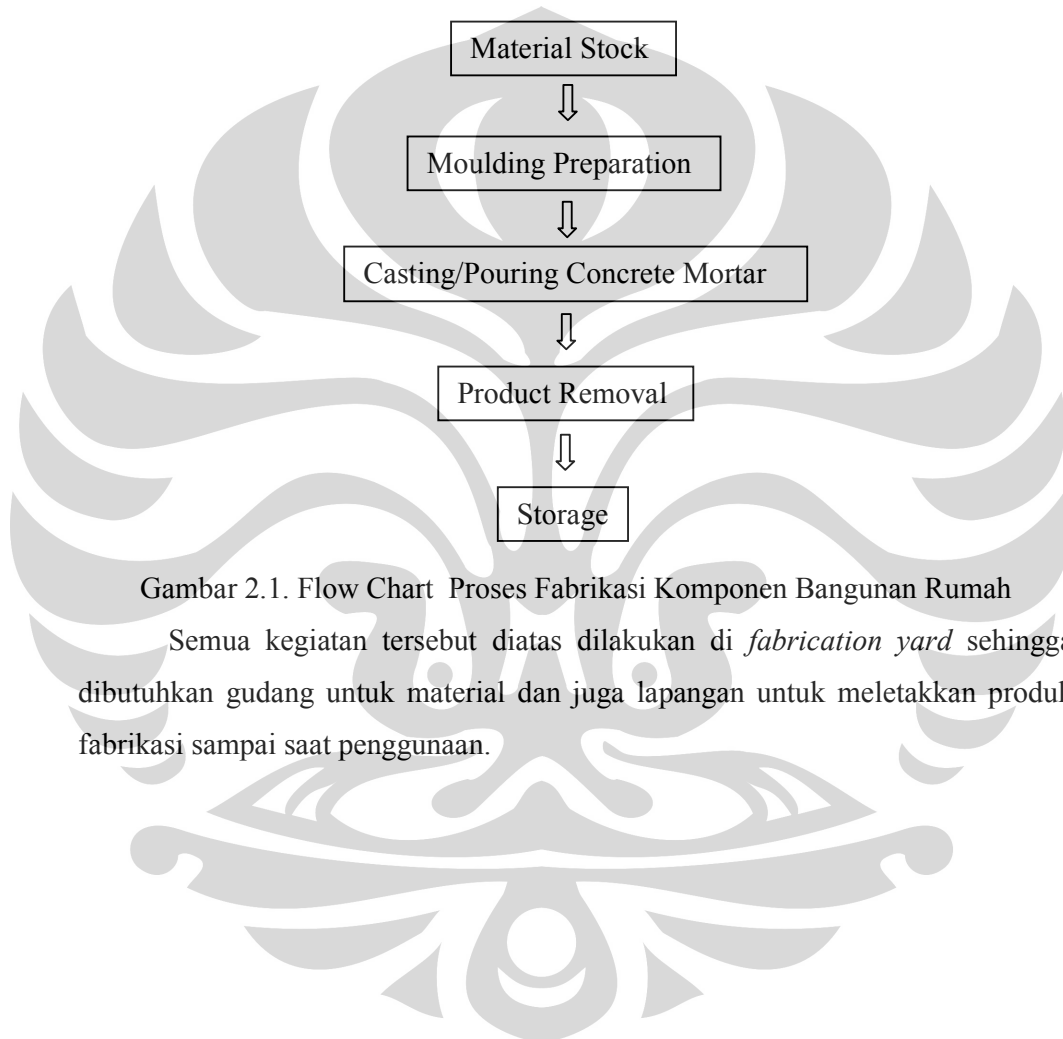 Material Stock
Moulding Preparation
Casting/Pouring Concrete Mortar
Product Removal
Storage
Gambar 2.1. Flow Chart Proses Fabrikasi Komponen Bangunan Rumah
Semua kegiatan tersebut diatas dilakukan di fabrication yard sehingga
dibutuhkan gudang untuk material dan juga lapangan untuk meletakkan produk
fabrikasi sampai saat penggunaan.